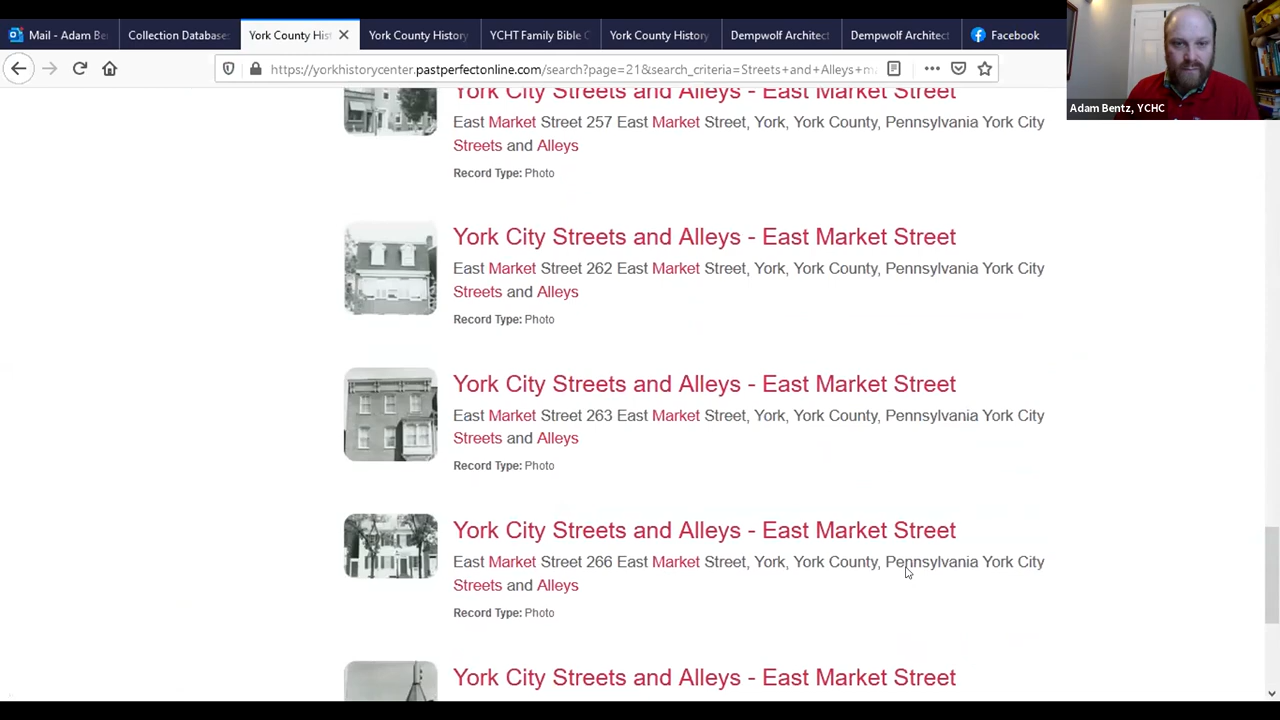 Mail - Adam Be
Collection Database:
York County His
York County History
YCHT Family Bible C
York County History
Dempwolf Architect
Dempwolf Architect
Facebook
https://yorkhistorycenter.pastperfectonline.com/search?page=21&search_criteria=Streets+and+Alleys+m
Adam Bentz, YCHC
York City Streets and Alleys - East Market Street
East Market Street 257 East Market Street, York, York County, Pennsylvania York City
Streets and Alleys
Record Type: Photo
York City Streets and Alleys - East Market Street
East Market Street 262 East Market Street, York, York County, Pennsylvania York City
Streets and Alleys
Record Type: Photo
York City Streets and Alleys - East Market Street
East Market Street 263 East Market Street, York, York County, Pennsylvania York City
Streets and Alleys
Record Type: Photo
York City Streets and Alleys - East Market Street
East Market Street 266 East Market Street, York, York County, Pennsylvania York City
Streets and Alleys
Record Type: Photo
York City Streets and Alleys - East Market Street